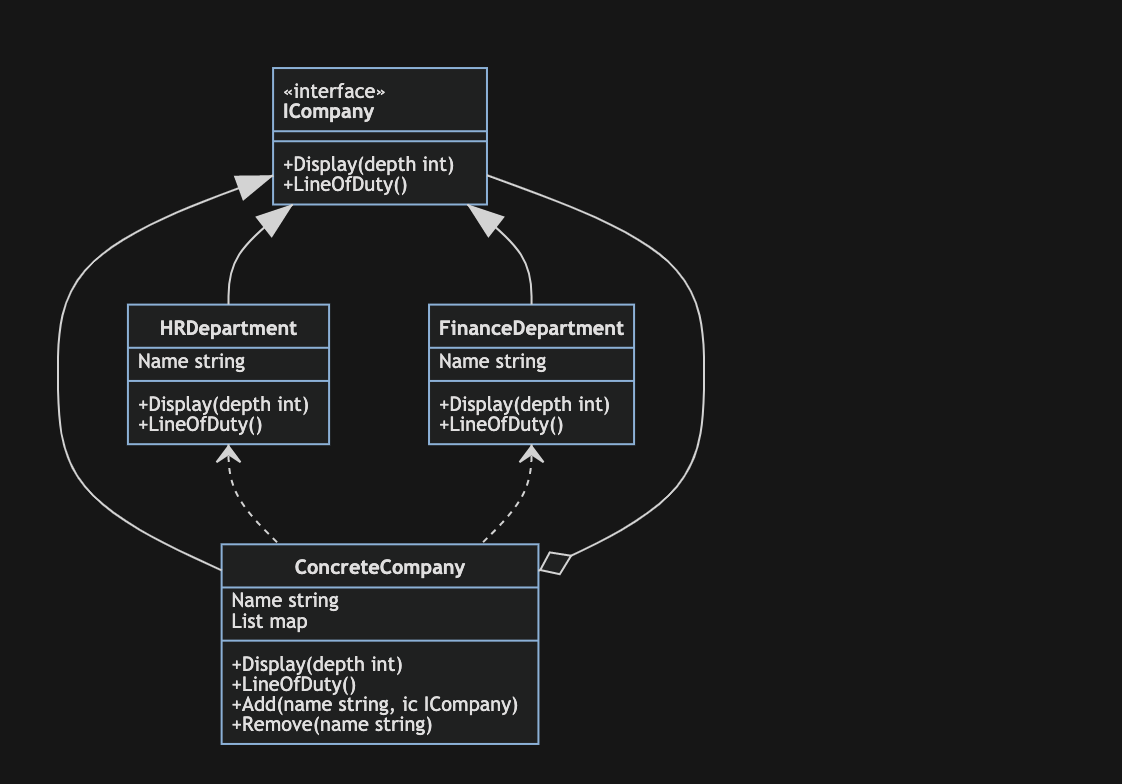 «interface»
ICompany
+Display(depth int)
+LineOfDuty()
HRDepartment
Name string
+Display(depth int)
+LineOfDuty()
FinanceDepartment
Name string
+Display(depth int)
+LineOfDuty()
ConcreteCompany
Name string
List map
+Display(depth int)
+LineOfDuty()
+Add(name string, ic ICompany)
+Remove(name string)